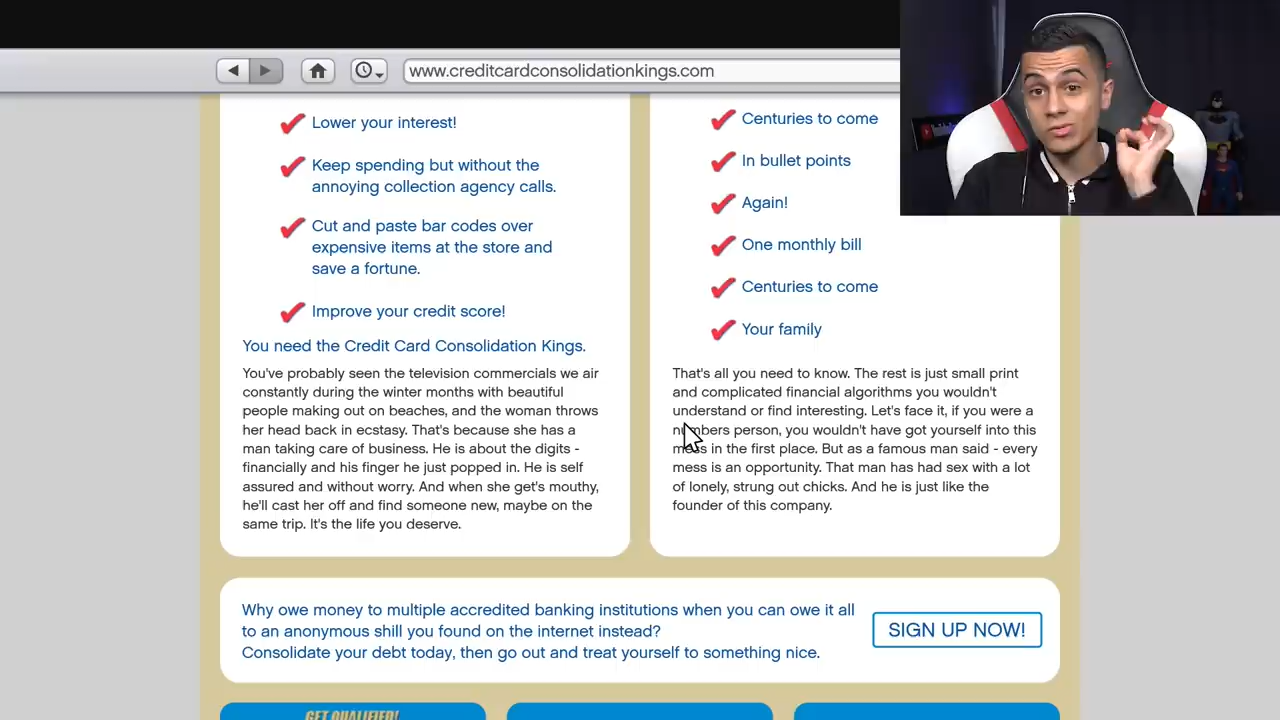 www.creditcardconsolidationkings.com
Lower your interest!
Keep spending but without the
annoying collection agency calls.
Cut and paste bar codes over
expensive items at the store and
save a fortune.
Improve your credit score!
You need the Credit Card Consolidation Kings.
You've probably seen the television commercials we air
constantly during the winter months with beautiful
people making out on beaches, and the woman throws
her head back in ecstasy. That's because she has a
man taking care of business. He is about the digits -
financially and his finger he just popped in. He is self
assured and without worry. And when she get's mouthy,
he'll cast her off and find someone new, maybe on the
same trip. It's the life you deserve.
Centuries to come
In bullet points
Again!
One monthly bill
Centuries to come
Your family
That's all you need to know. The rest is just small print
and complicated financial algorithms you wouldn't
understand or find interesting. Let's face it, if you were a
numbers person, you wouldn't have got yourself into this
mess in the first place. But as a famous man said - every
mess is an opportunity. That man has had sex with a lot
of lonely, strung out chicks. And he is just like the
founder of this company.
Why owe money to multiple accredited banking institutions when you can owe it all
to an anonymous shill you found on the internet instead?
Consolidate your debt today, then go out and treat yourself to something nice.
SIGN UP NOW!
GET QUALIFIED!